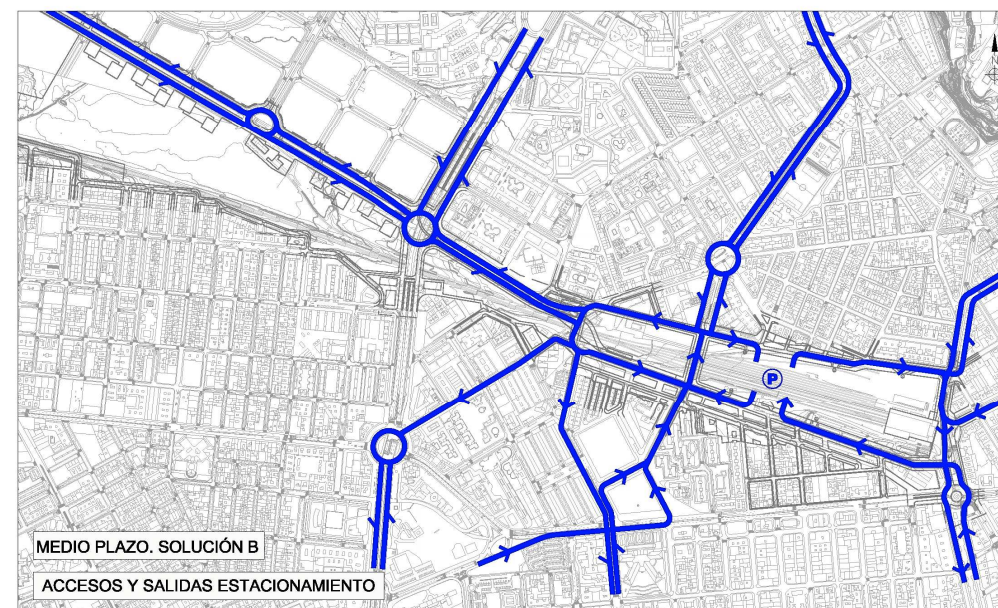 N
P
MEDIO PLAZO. SOLUCIÓN B
ACCESOS Y SALIDAS ESTACIONAMIENTO